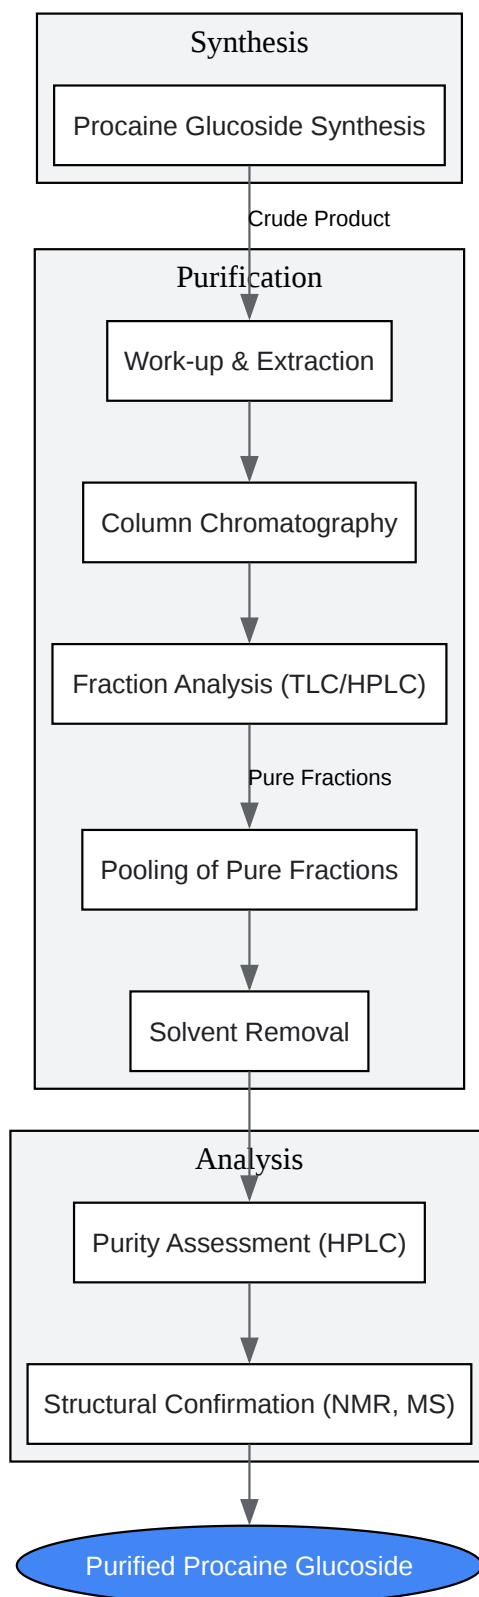 Synthesis
Procaine Glucoside Synthesis
Crude Product
Purification
Work-up & Extraction
Column Chromatography
Fraction Analysis (TLC/HPLC)
Pure Fractions
Pooling of Pure Fractions
Solvent Removal
Analysis
Purity Assessment (HPLC)
Structural Confirmation (NMR, MS)
Purified Procaine Glucoside